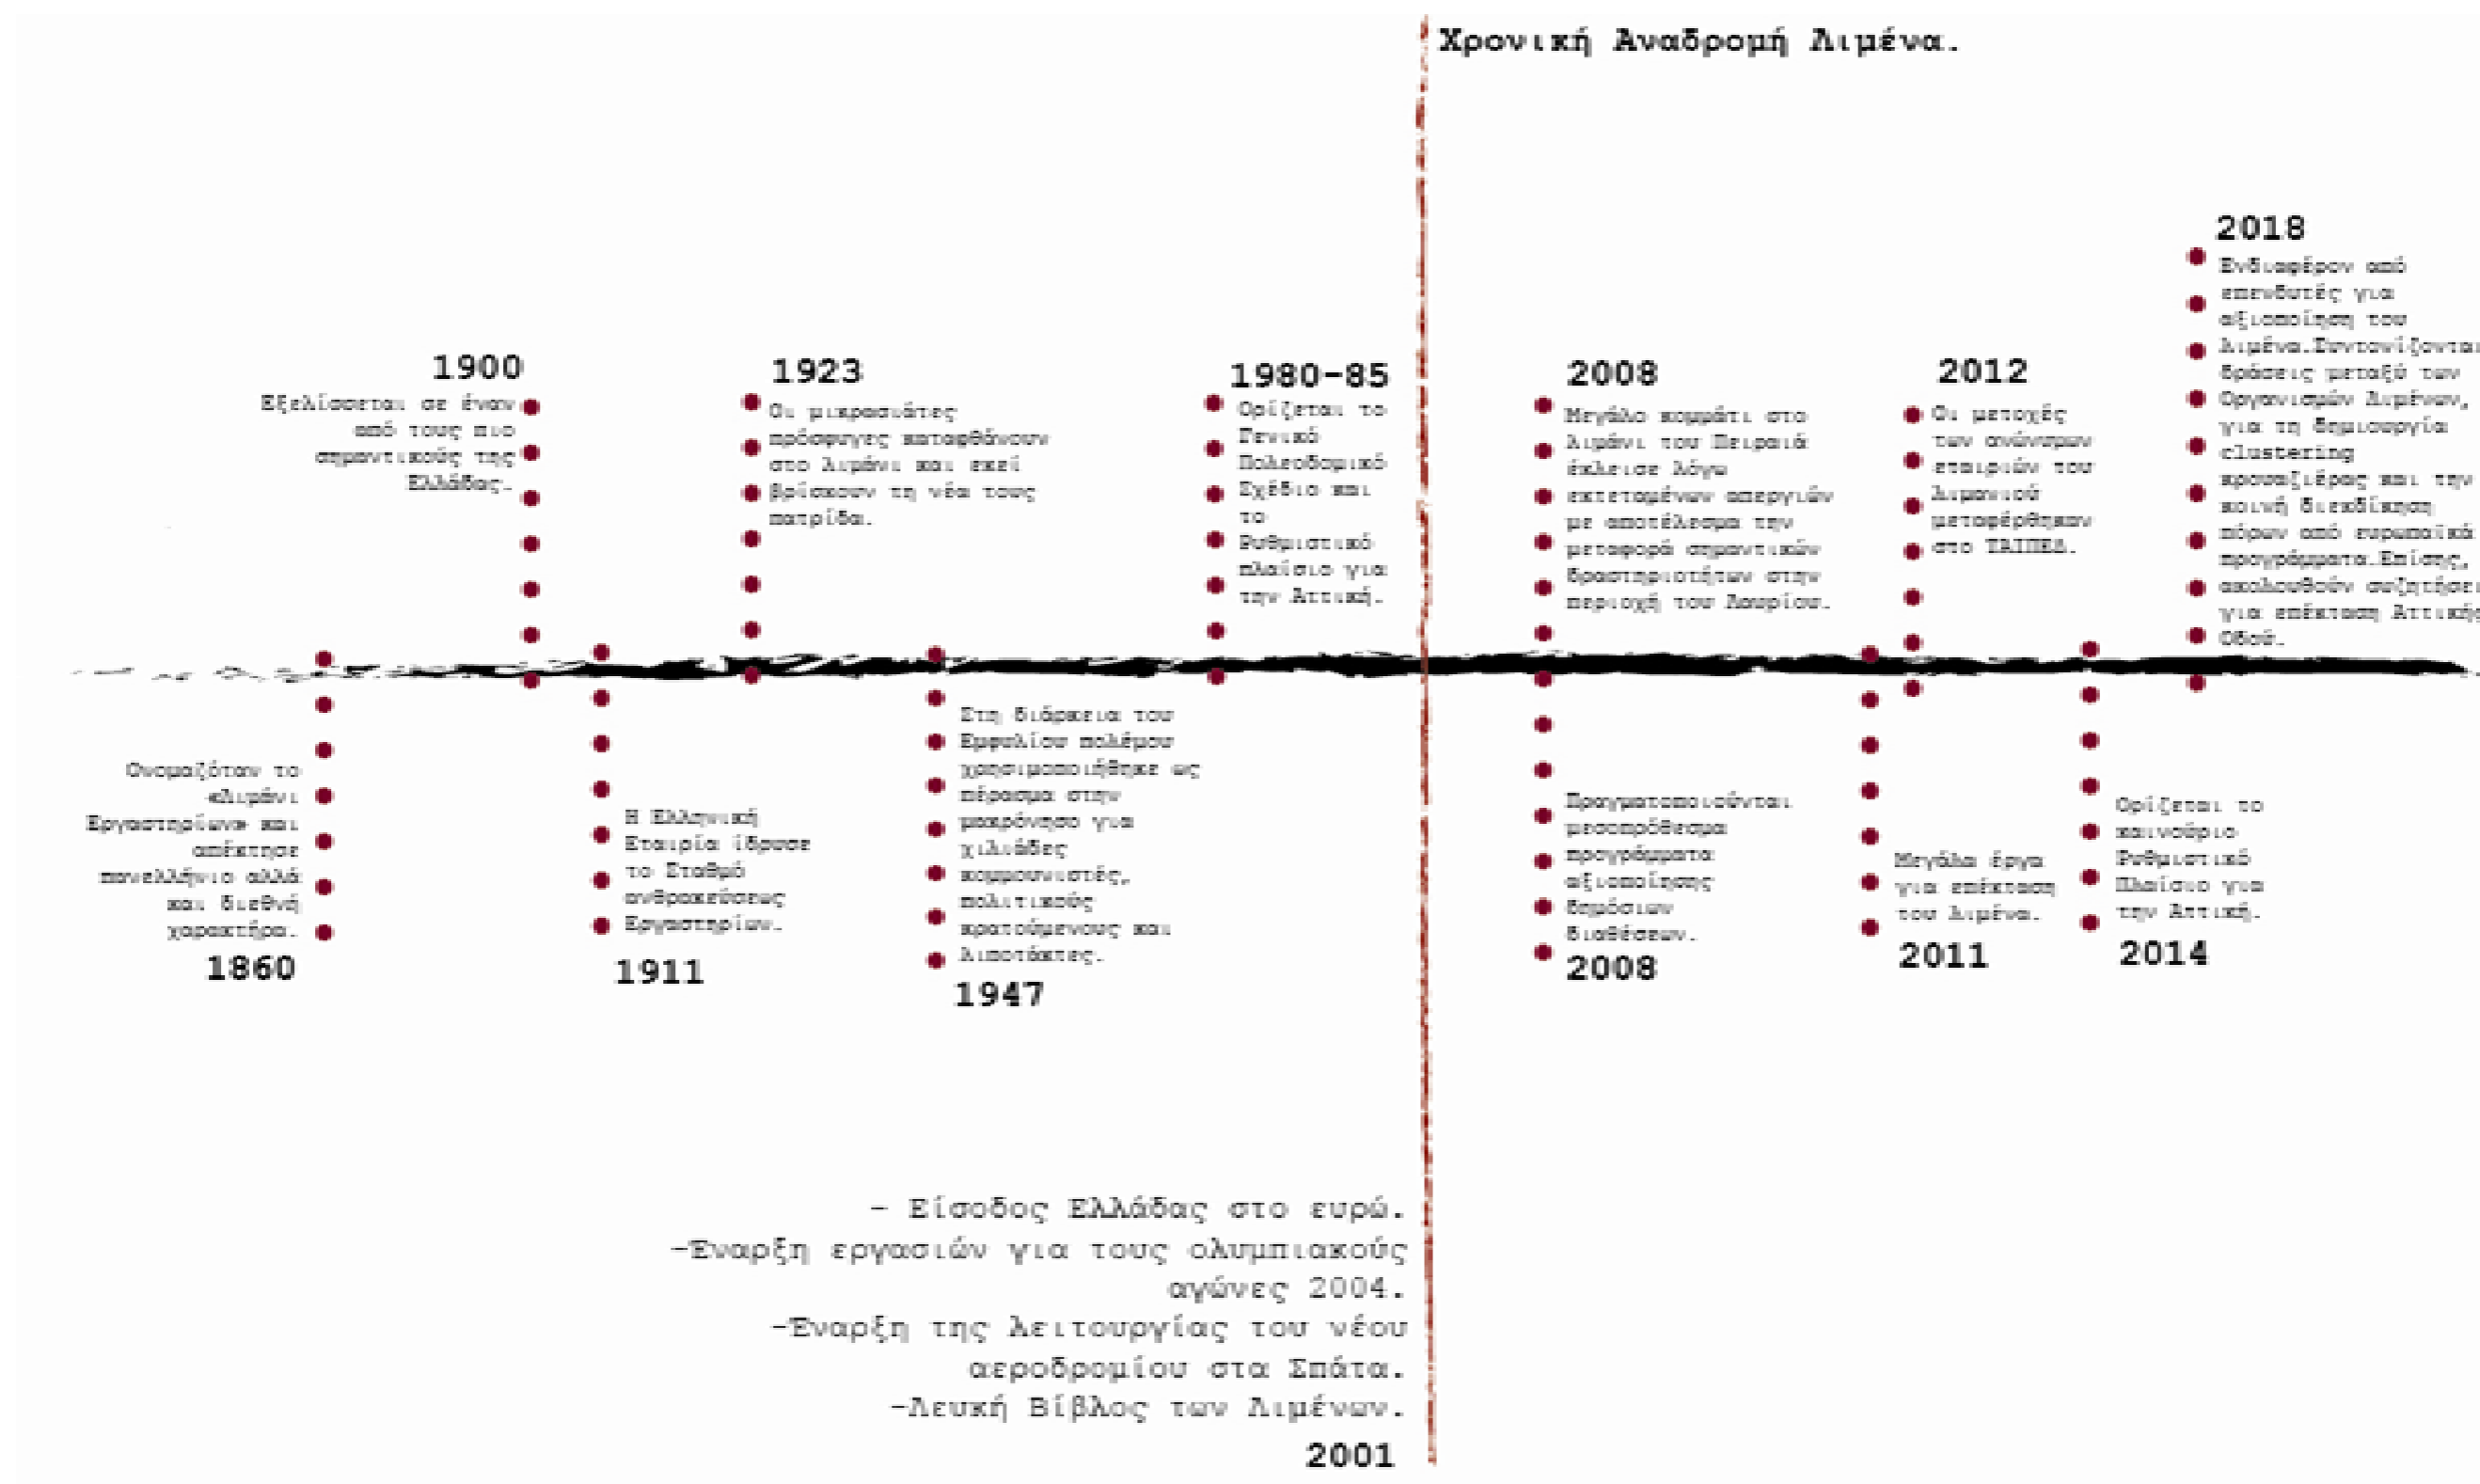 Χρονική Αναδρομή Λιμένα.
1900
Εξελίσσεται σε έναν
από τους πιο
σημαντικούς της
Ελλάδας.
1923
Οι μικρασιάτες
πρόσφυγες καταφθάνουν
στο λιμάνι και εκεί
βρίσκουν τη νέα τους
πατρίδα.
1980-85
Ορίζεται το
Γενικό
Πολεοδομικό
Σχέδιο και
το
Ρυθμιστικό
πλαίσιο για
την Αττική.
2008
Μεγάλο κομμάτι στο
λιμάνι του Πειραιά
έκλεισε λόγω
εκτεταμένων απεργιών
με αποτέλεσμα την
μεταφορά σημαντικών
δραστηριοτήτων στην
περιοχή του Λαυρίου.
2012
Οι μετοχές
των ανώνυμων
εταιριών του
λιμανιού
μεταφέρθηκαν
στο ΤΑΙΠΕΔ.
2018
Ενδιαφέρον από
επενδυτές για
αξιοποίηση του
λιμένα.Συντονίζονται
δράσεις μεταξύ των
Οργανισμών Λιμένων,
για τη δημιουργία
clustering
κρουαζιέρας και την
κοινή διεκδίκηση
πόρων από ευρωπαϊκά
προγράμματα.Επίσης,
ακολουθούν συζητήσει
για επέκταση Αττικής
Οδού.
Ονομαζόταν το
«λιμάνι
Εργαστηρίων» και
απέκτησε
πανελλήνιο αλλά
και διεθνή
χαρακτήρα.
1860
Η Ελληνική
Εταιρία ίδρυσε
το Σταθμό
ανθρακεύσεως
Εργαστηρίων.
1911
Στη διάρκεια του
Εμφυλίου πολέμου
χρησιμοποιήθηκε ως
πέρασμα στην
μακρόνησο για
χιλιάδες
κομμουνιστές,
πολιτικούς
κρατούμενους και
λιποτάκτες.
1947
Πραγματοποιούνται
μεσοπρόθεσμα
προγράμματα
αξιοποίησης
δημόσιων
διαθέσεων.
2008
Μεγάλα έργα
για επέκταση
του λιμένα.
2011
Ορίζεται το
καινούριο
Ρυθμιστικό
Πλαίσιο για
την Αττική.
2014
- Είσοδος Ελλάδας στο ευρώ.
-Έναρξη εργασιών για τους ολυμπιακούς
αγώνες 2004.
-Έναρξη της λειτουργίας του νέου
αεροδρομίου στα Σπάτα.
-Λευκή Βίβλος των Λιμένων.
2001